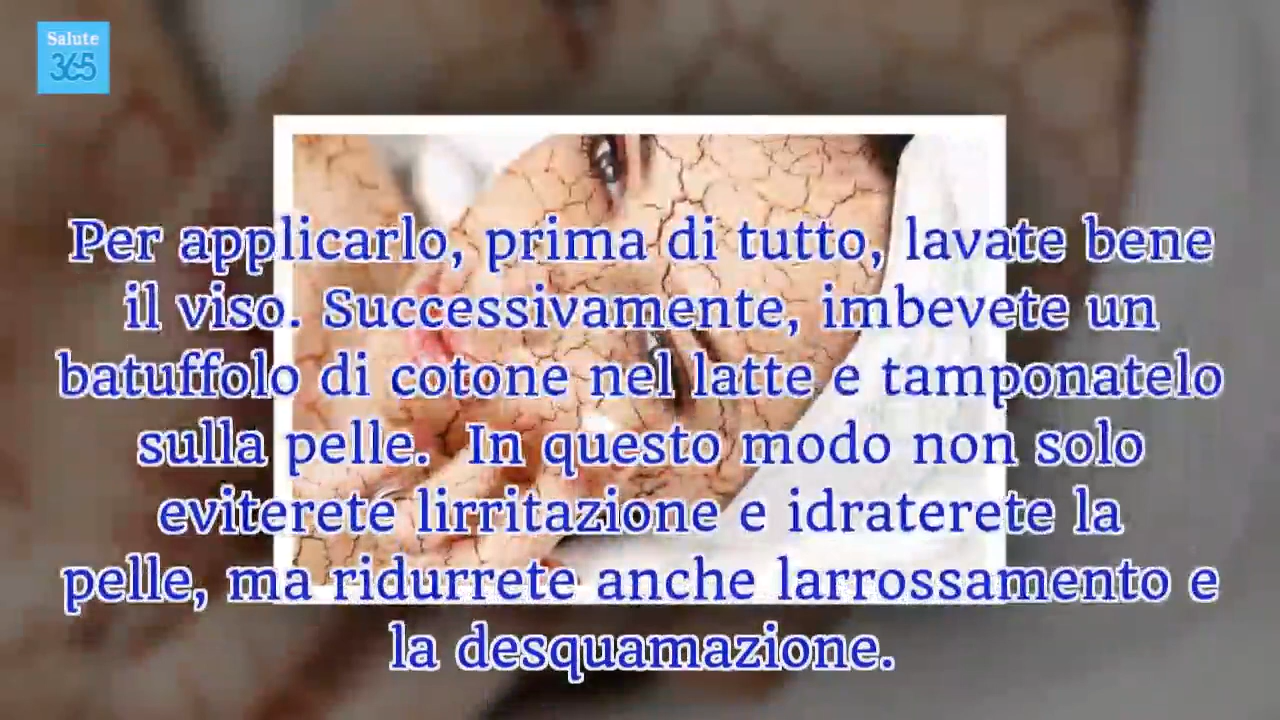 Salute
365
Per applicarlo, prima di tutto, lavate bene
il viso. Successivamente, imbevete un
batuffolo di cotone nel latte e tamponatelo
sulla pelle.  In questo modo non solo
eviterete lirritazione e idraterete la
pelle, ma ridurrete anche larrossamento e
la desquamazione.